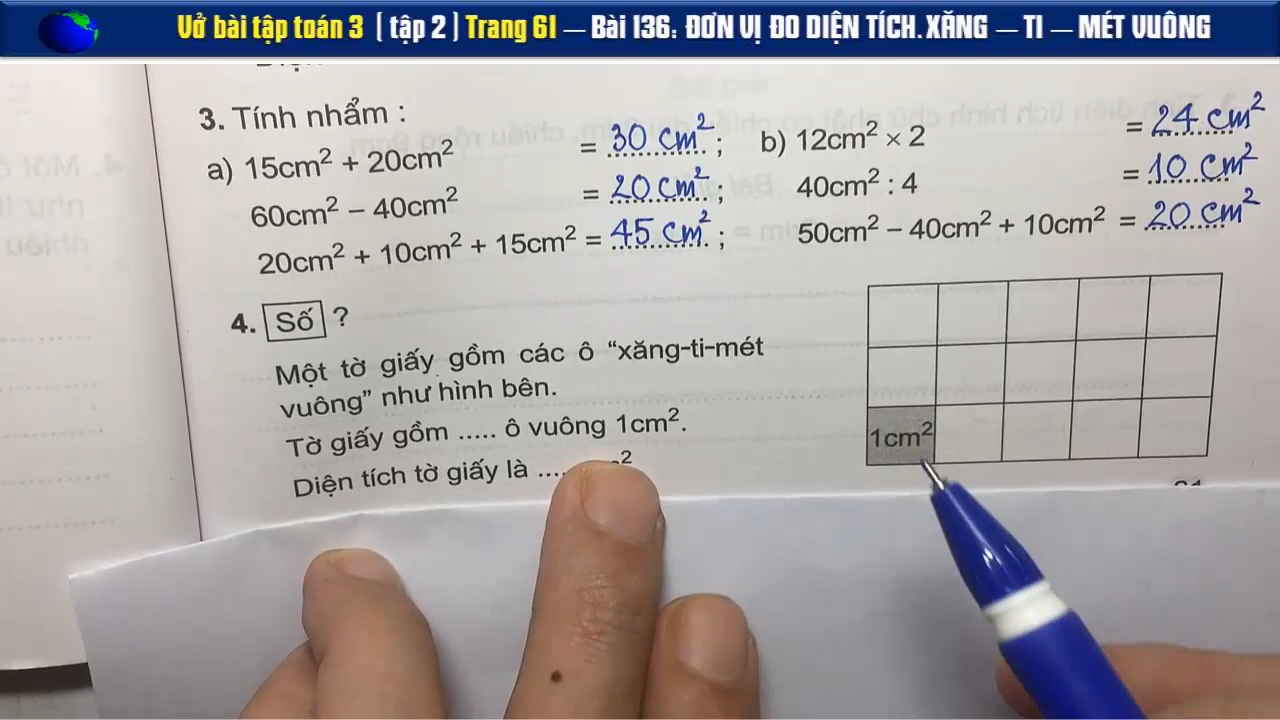 Vở bài tập toán 3 ( tập 2 ) Trang 61 – Bài 136: ĐƠN VỊ ĐO DIỆN TÍCH. XĂNG – TI – MÉT VUÔNG
3. Tính nhẩm :
a) 15cm² + 20cm² = 30 cm² ; b) 12cm² × 2 = 24 cm²
60cm² – 40cm² = 20 cm² ; 40cm² : 4 = 10 cm²
20cm² + 10cm² + 15cm² = 45 cm² ; 50cm² – 40cm² + 10cm² = 20 cm²
4. Số ?
Một tờ giấy gồm các ô “xăng-ti-mét
vuông” như hình bên.
Tờ giấy gồm ..... ô vuông 1cm².
Diện tích tờ giấy là ....
1cm²